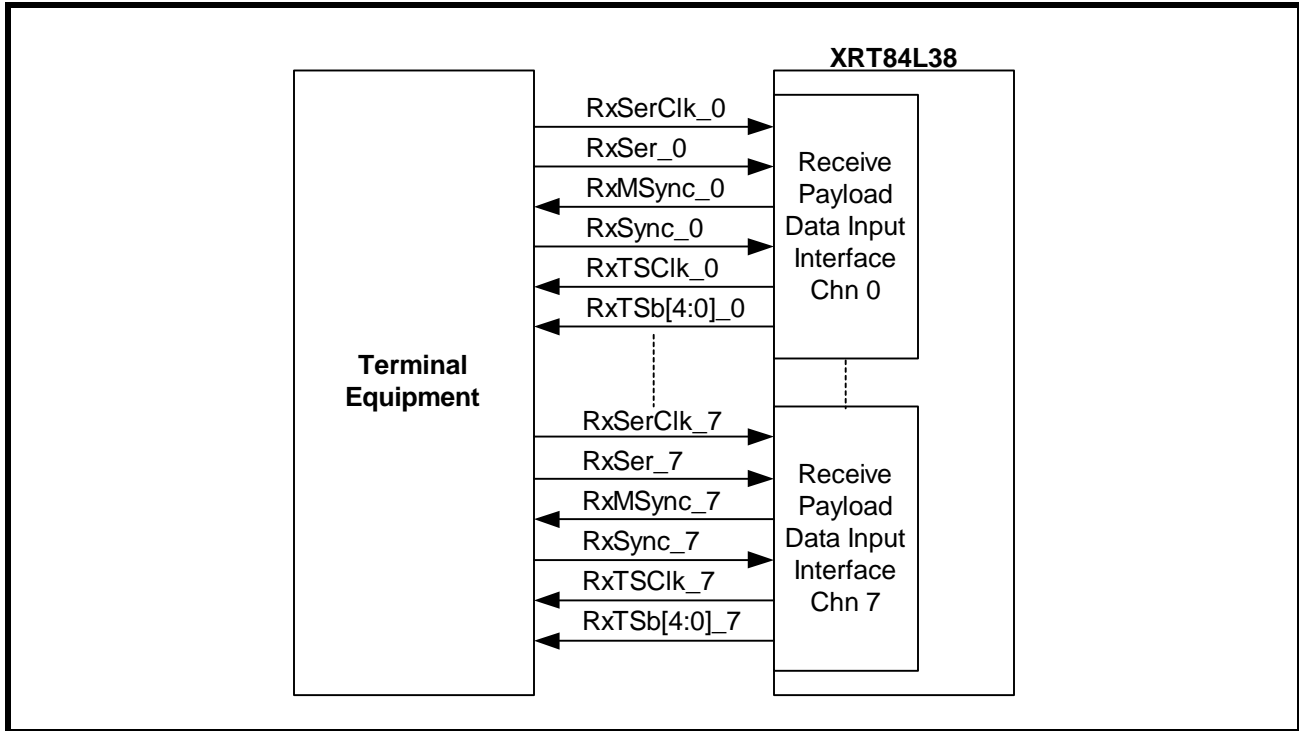 XRT84L38
RxSerClk_0
RxSer_0
RxMSync_0
RxSync_0
RxTSClk_0
RxTSb[4:0]_0
Receive
Payload
Data Input
Interface
Chn 0
Terminal
Equipment
RxSerClk_7
RxSer_7
RxMSync_7
RxSync_7
RxTSClk_7
RxTSb[4:0]_7
Receive
Payload
Data Input
Interface
Chn 7